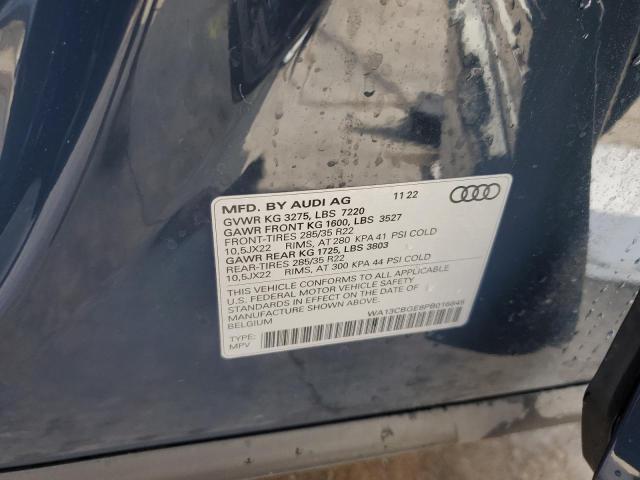 MFD. BY AUDI AG 11 22
GVWR KG 3275, LBS 7220
GAWR FRONT KG 1600, LBS 3527
FRONT-TIRES 285/35 R22
10,5JX22 RIMS, AT 280 KPA 41 PSI COLD
GAWR REAR KG 1725, LBS 3803
REAR-TIRES 285/35 R22
10,5JX22 RIMS, AT 300 KPA 44 PSI COLD
THIS VEHICLE CONFORMS TO ALL APPLICABLE
U.S. FEDERAL MOTOR VEHICLE SAFETY
STANDARDS IN EFFECT ON THE DATE OF
MANUFACTURE SHOWN ABOVE.
BELGIUM
TYPE:
MPV